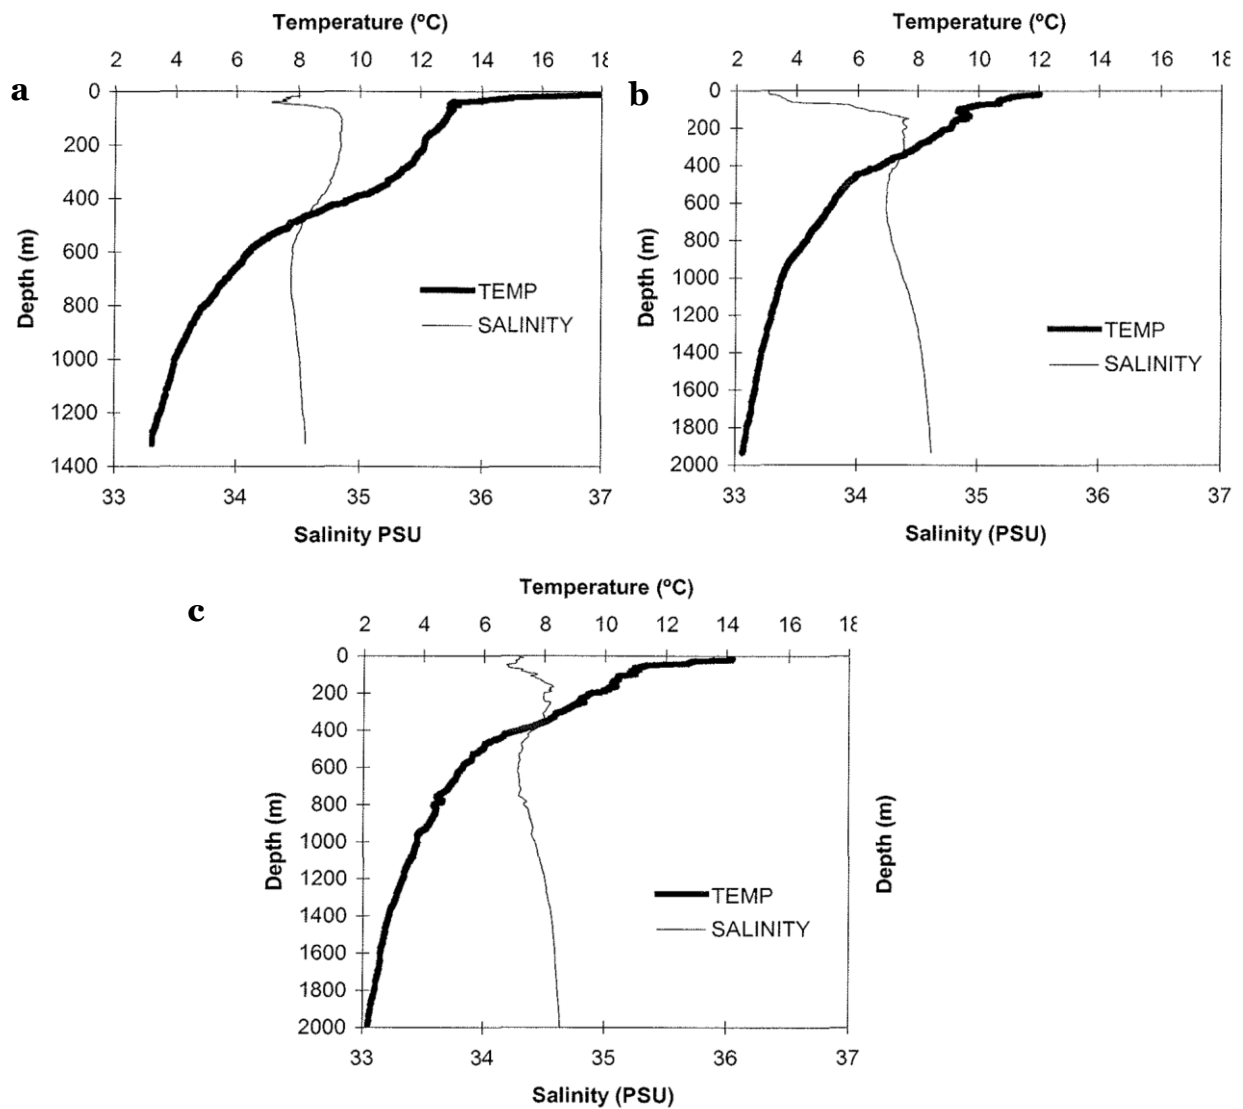 a
Temperature (ºC)
2 4 6 8 10 12 14 16 18
0
200
400
600
800
1000
1200
1400
Depth (m)
TEMP
SALINITY
33 34 35 36 37
Salinity PSU
b
Temperature (ºC)
2 4 6 8 10 12 14 16 18
0
200
400
600
800
1000
1200
1400
1600
1800
2000
Depth (m)
TEMP
SALINITY
33 34 35 36 37
Salinity (PSU)
c
Temperature (ºC)
2 4 6 8 10 12 14 16 18
0
200
400
600
800
1000
1200
1400
1600
1800
2000
Depth (m)
TEMP
SALINITY
Depth (m)
33 34 35 36 37
Salinity (PSU)